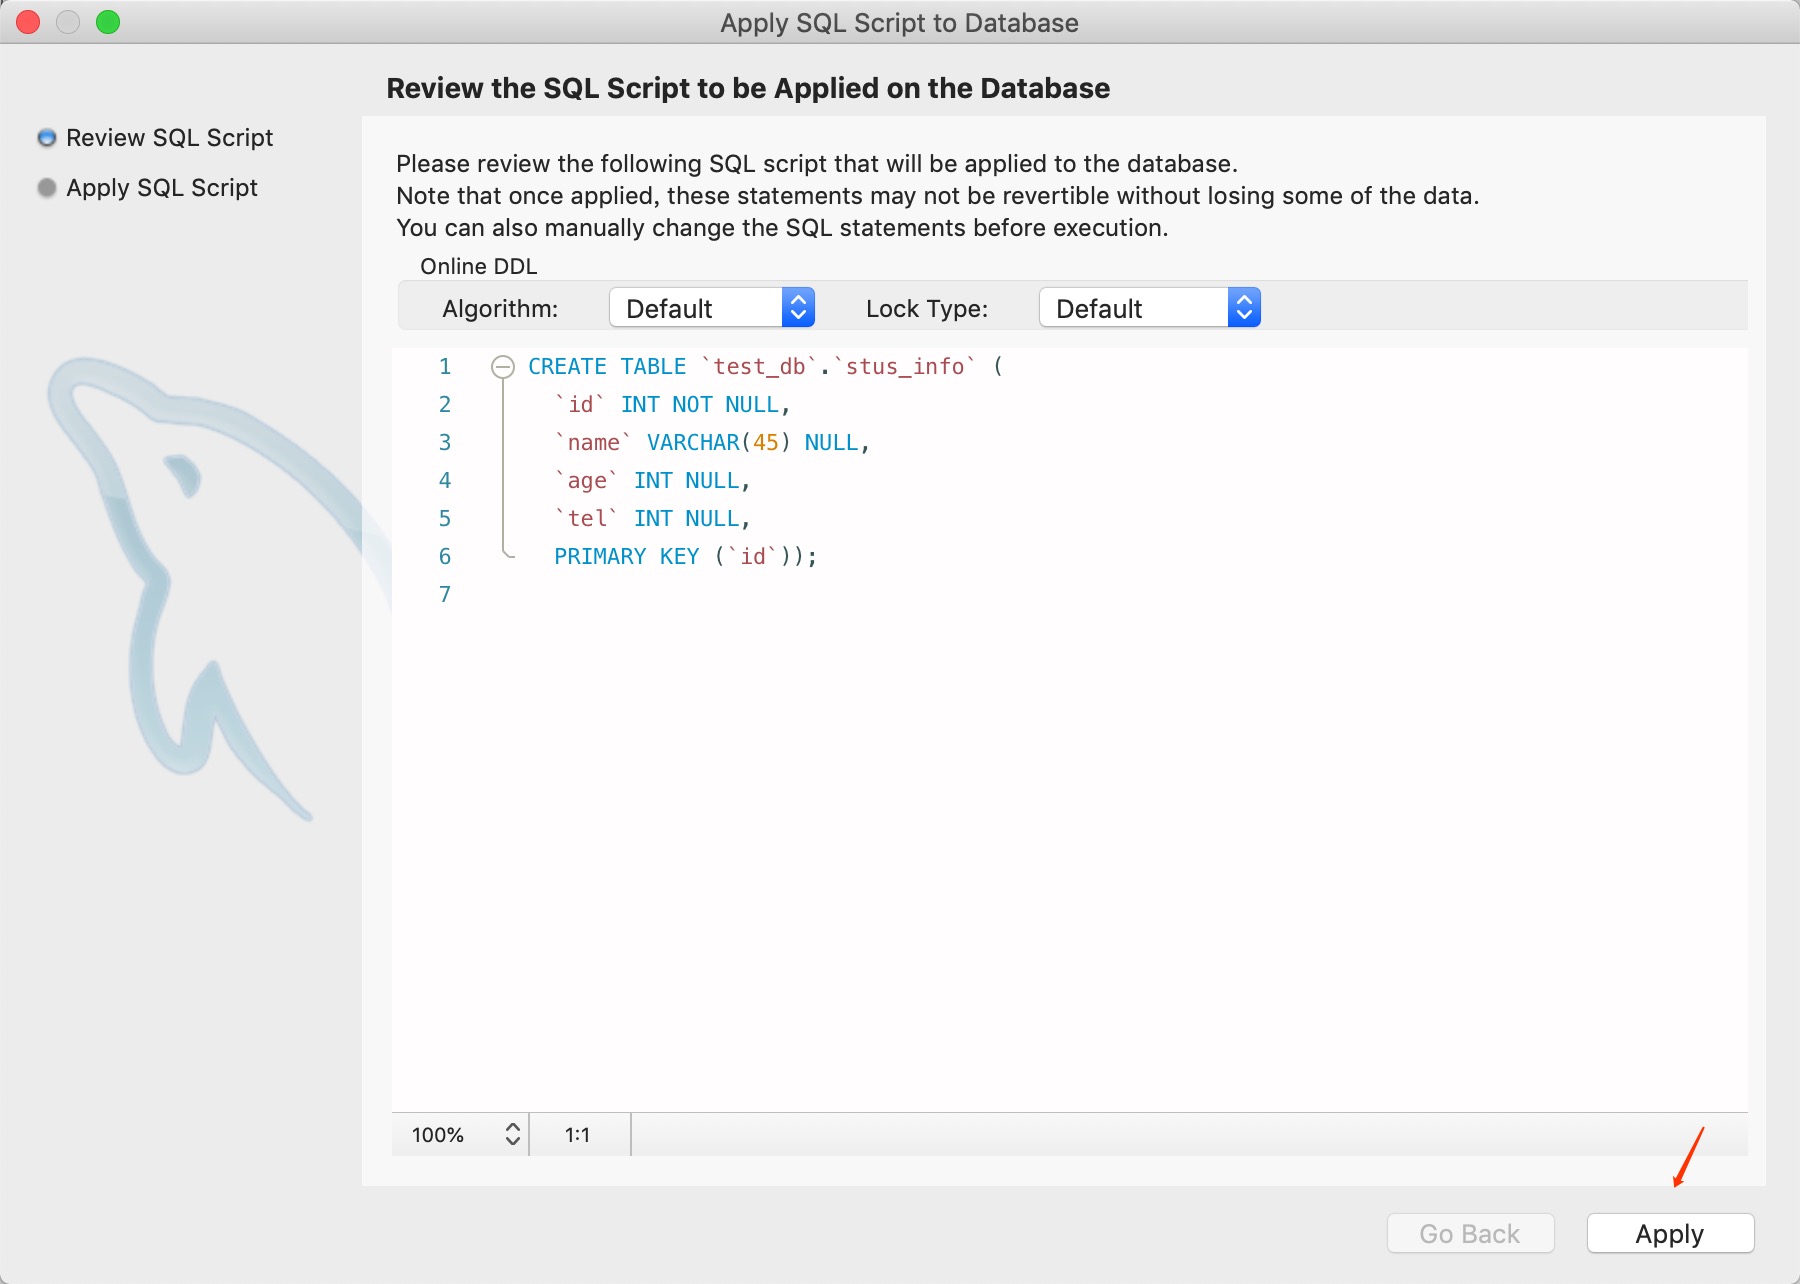 Apply SQL Script to Database
Review the SQL Script to be Applied on the Database
Review SQL Script
Apply SQL Script
Please review the following SQL script that will be applied to the database.
Note that once applied, these statements may not be revertible without losing some of the data.
You can also manually change the SQL statements before execution.
Online DDL
Algorithm: Default Lock Type: Default
1 CREATE TABLE `test_db`.`stus_info` (
2 `id` INT NOT NULL,
3 `name` VARCHAR(45) NULL,
4 `age` INT NULL,
5 `tel` INT NULL,
6 PRIMARY KEY (`id`));
7
100% 1:1
Go Back Apply